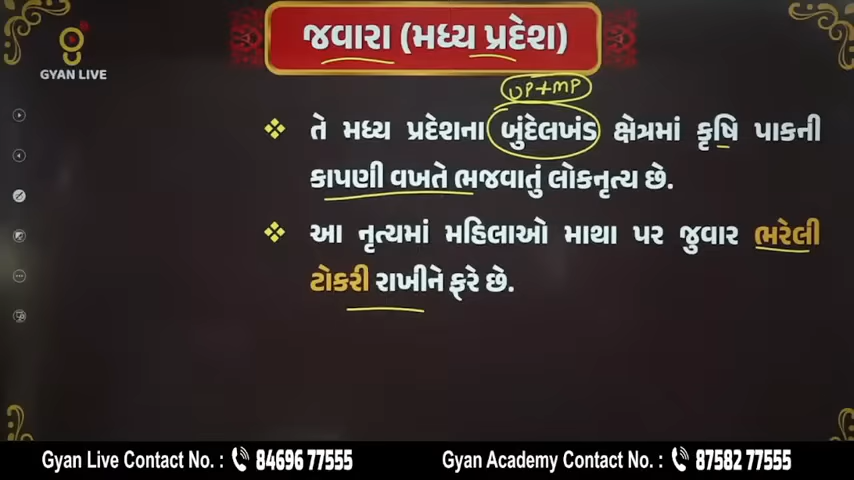 જવારા (મધ્ય પ્રદેશ)
GYAN LIVE
UP+MP
તે મધ્ય પ્રદેશના બુંદેલખંડ ક્ષેત્રમાં કૃષિ પાકની
કાપણી વખતે ભજવાતું લોકનૃત્ય છે.
આ નૃત્યમાં મહિલાઓ માથા પર જુવાર ભરેલી
ટોકરી રાખીને ફરે છે.
Gyan Live Contact No. : 84696 77555 Gyan Academy Contact No. : 87582 77555